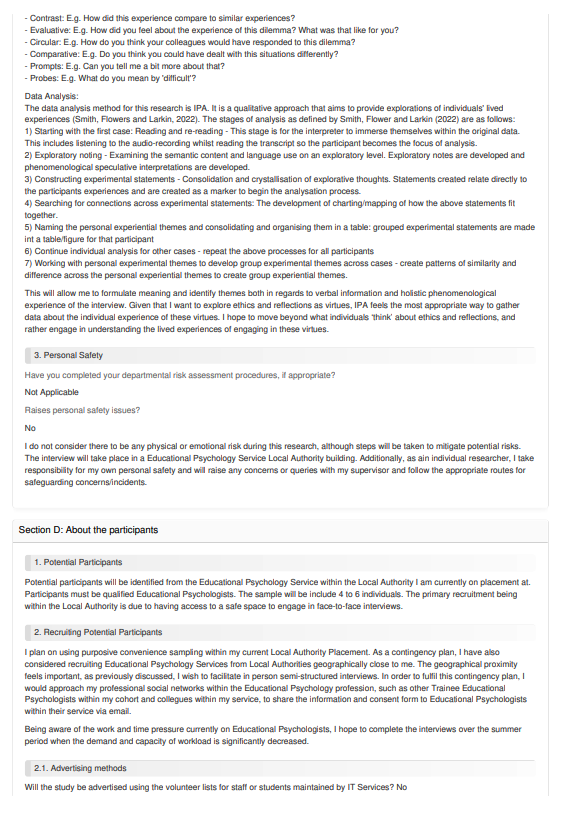 - Contrast: E.g. How did this experience compare to similar experiences?
- Evaluative: E.g. How did you feel about the experience of this dilemma? What was that like for you?
- Circular: E.g. How do you think your colleagues would have responded to this dilemma?
- Comparative: E.g. Do you think you could have dealt with this situations differently?
- Prompts: E.g. Can you tell me a bit more about that?
- Probes: E.g. What do you mean by 'difficult'?
Data Analysis:
The data analysis method for this research is IPA. It is a qualitative approach that aims to provide explorations of individuals' lived
experiences (Smith, Flowers and Larkin, 2022). The stages of analysis as defined by Smith, Flower and Larkin (2022) are as follows:
1) Starting with the first case: Reading and re-reading - This stage is for the interpreter to immerse themselves within the original data.
This includes listening to the audio-recording whilst reading the transcript so the participant becomes the focus of analysis.
2) Exploratory noting - Examining the semantic content and language use on an exploratory level. Exploratory notes are developed and
phenomenological speculative interpretations are developed.
3) Constructing experimental statements - Consolidation and crystallisation of explorative thoughts. Statements created relate directly to
the participants experiences and are created as a marker to begin the analysation process.
4) Searching for connections across experimental statements: The development of charting/mapping of how the above statements fit
together.
5) Naming the personal experiential themes and consolidating and organising them in a table: grouped experimental statements are made
int a table/figure for that participant
6) Continue individual analysis for other cases - repeat the above processes for all participants
7) Working with personal experimental themes to develop group experimental themes across cases - create patterns of similarity and
difference across the personal experiential themes to create group experiential themes.
This will allow me to formulate meaning and identify themes both in regards to verbal information and holistic phenomenological
experience of the interview. Given that I want to explore ethics and reflections as virtues, IPA feels the most appropriate way to gather
data about the individual experience of these virtues. I hope to move beyond what individuals 'think' about ethics and reflections, and
rather engage in understanding the lived experiences of engaging in these virtues.
3. Personal Safety
Have you completed your departmental risk assessment procedures, if appropriate?
Not Applicable
Raises personal safety issues?
No
I do not consider there to be any physical or emotional risk during this research, although steps will be taken to mitigate potential risks.
The interview will take place in a Educational Psychology Service Local Authority building. Additionally, as ain individual researcher, I take
responsibility for my own personal safety and will raise any concerns or queries with my supervisor and follow the appropriate routes for
safeguarding concerns/incidents.
Section D: About the participants
1. Potential Participants
Potential participants will be identified from the Educational Psychology Service within the Local Authority I am currently on placement at.
Participants must be qualified Educational Psychologists. The sample will be include 4 to 6 individuals. The primary recruitment being
within the Local Authority is due to having access to a safe space to engage in face-to-face interviews.
2. Recruiting Potential Participants
I plan on using purposive convenience sampling within my current Local Authority Placement. As a contingency plan, I have also
considered recruiting Educational Psychology Services from Local Authorities geographically close to me. The geographical proximity
feels important, as previously discussed, I wish to facilitate in person semi-structured interviews. In order to fulfil this contingency plan, I
would approach my professional social networks within the Educational Psychology profession, such as other Trainee Educational
Psychologists within my cohort and collegues within my service, to share the information and consent form to Educational Psychologists
within their service via email.
Being aware of the work and time pressure currently on Educational Psychologists, I hope to complete the interviews over the summer
period when the demand and capacity of workload is significantly decreased.
2.1. Advertising methods
Will the study be advertised using the volunteer lists for staff or students maintained by IT Services? No